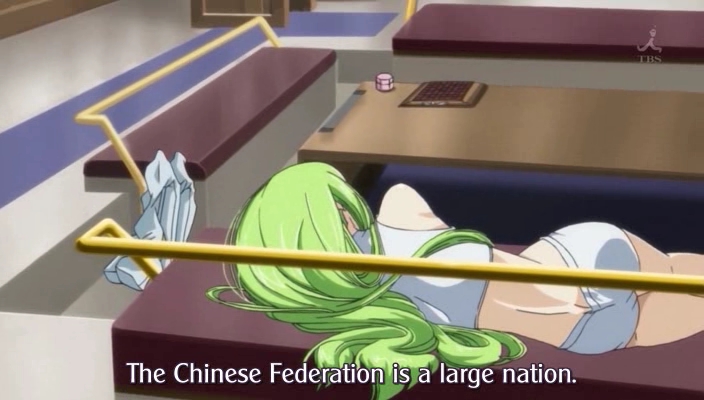 TBS
The Chinese Federation is a large nation.